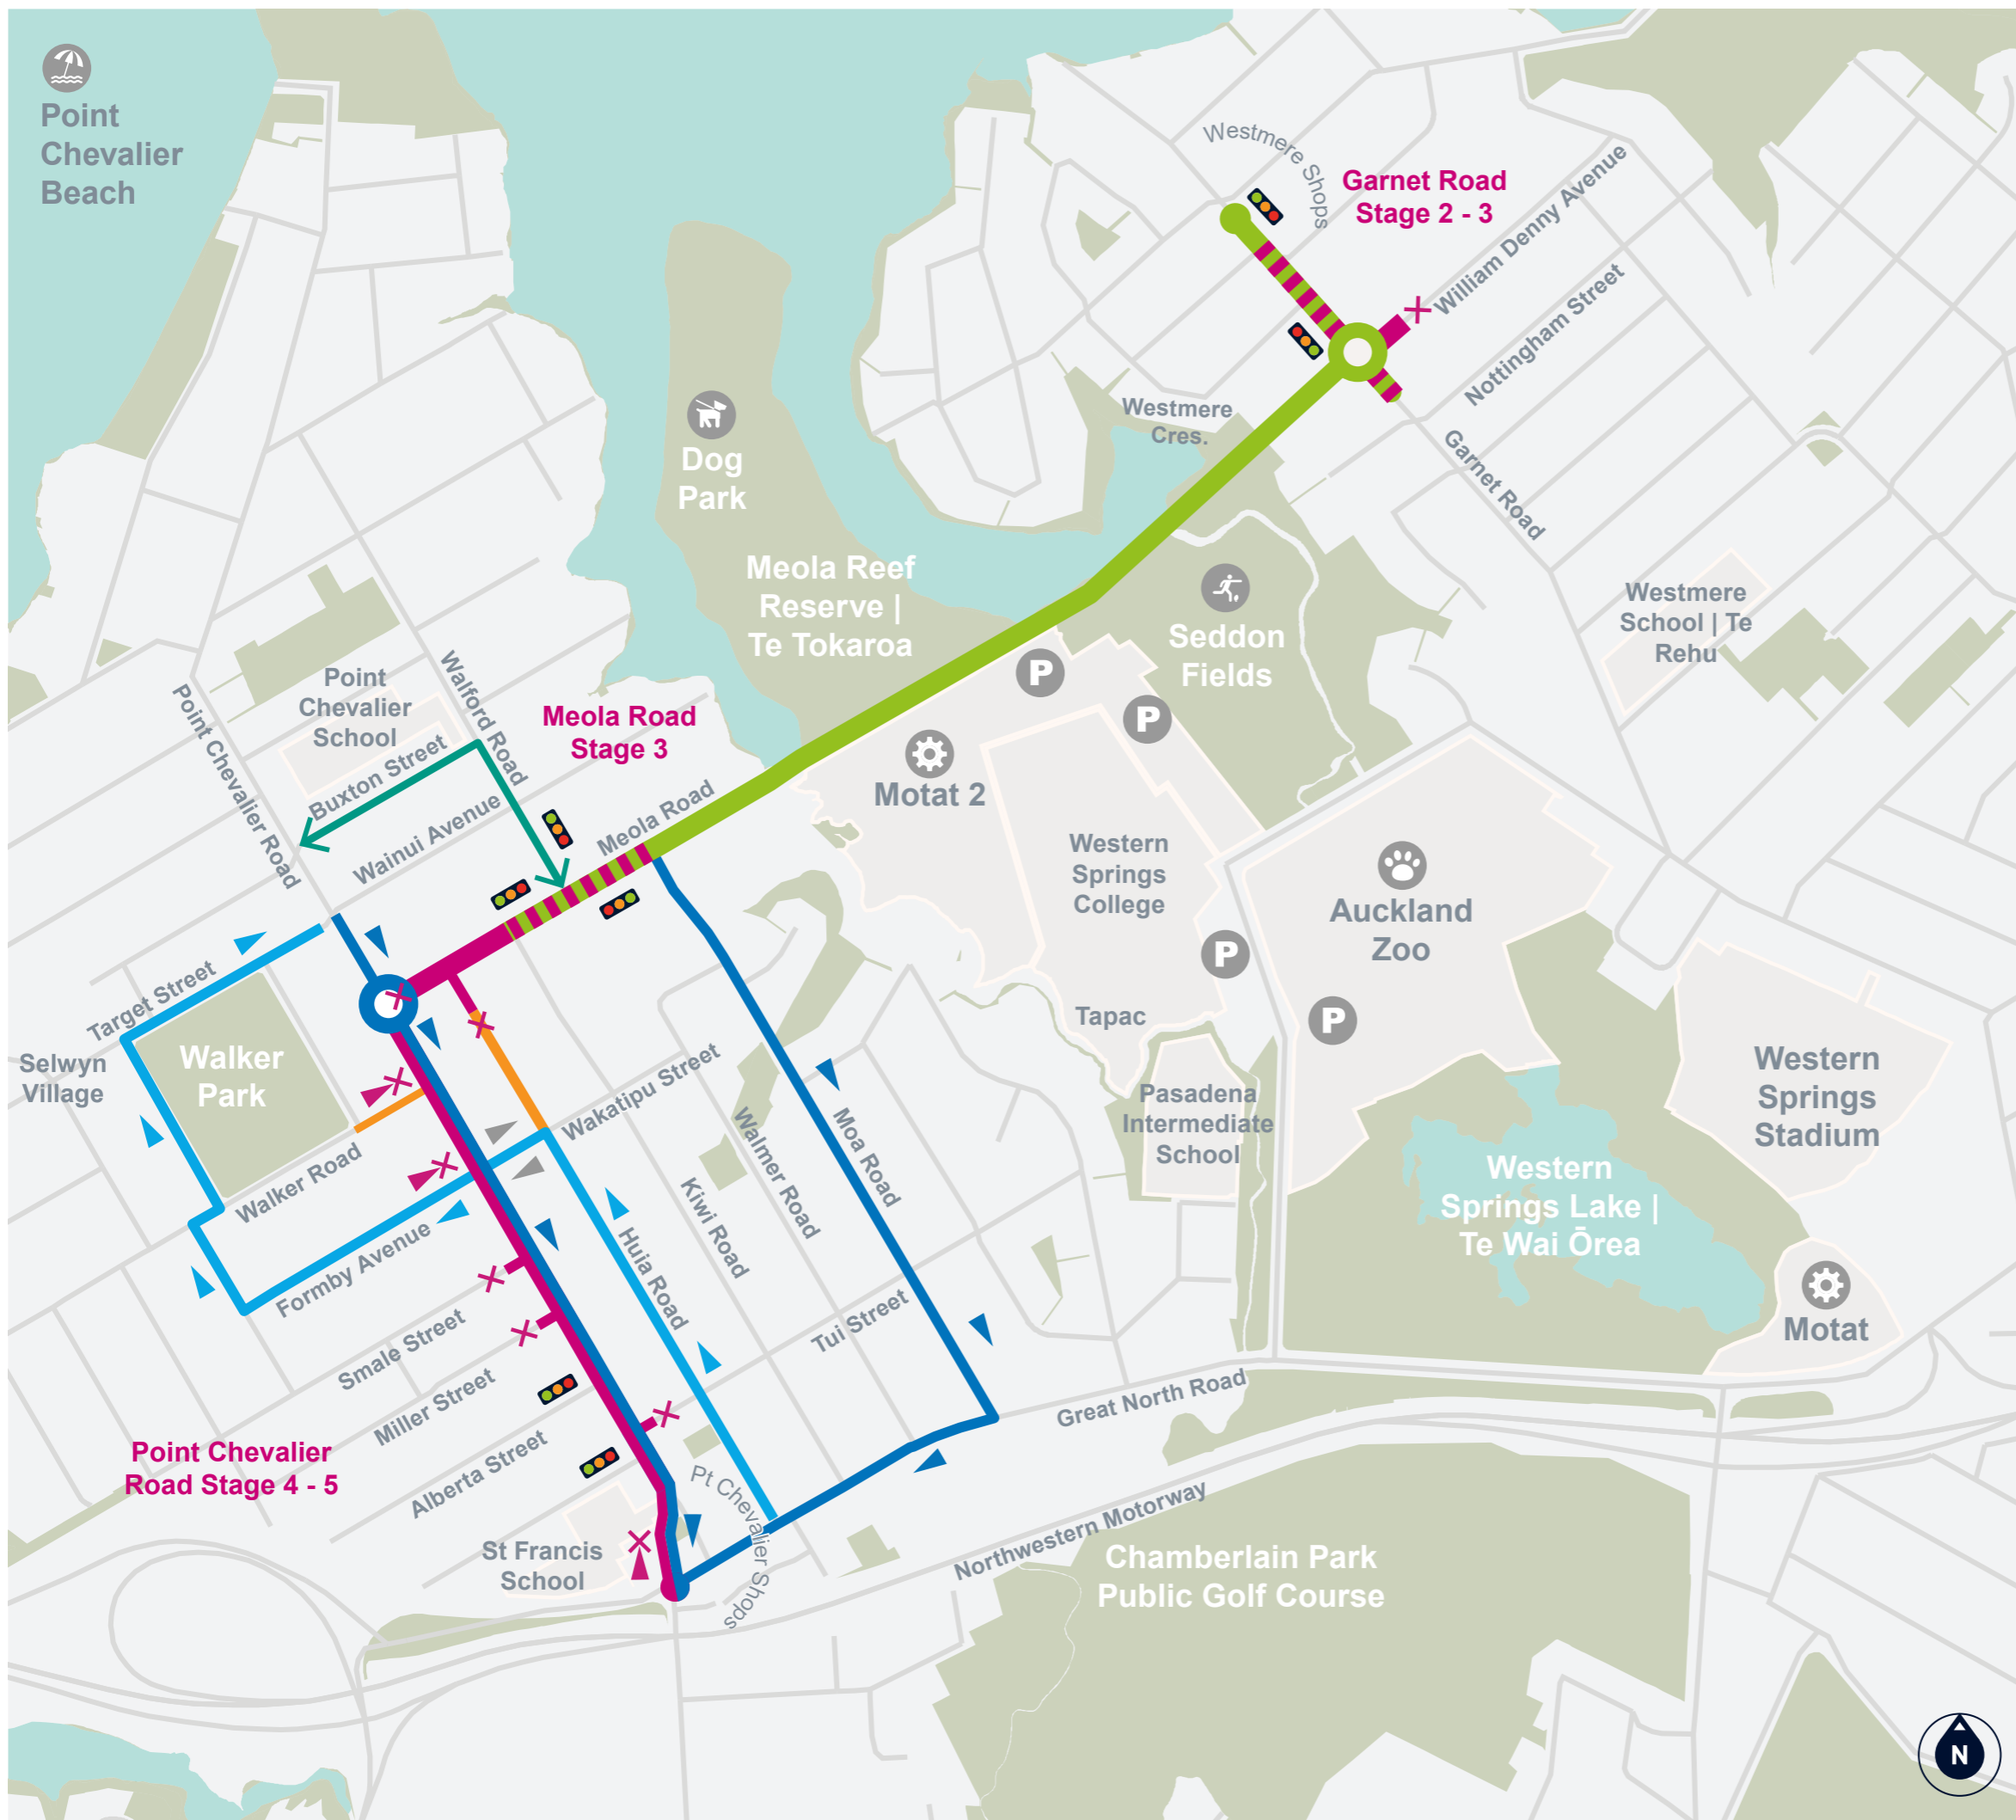 Point
Chevalier
Beach
Westmere Shops
Garnet Road
Stage 2 - 3
William Denny Avenue
Nottingham Street
Westmere
Cres.
Garnet Road
Dog
Park
Meola Reef
Reserve |
Te Tokaroa
Seddon
Fields
Westmere
School | Te
Rehu
P
P
Point
Chevalier
School
Walford Road
Point Chevalier Road
Meola Road
Stage 3
Buxton Street
Wainui Avenue
Meola Road
Motat 2
Western
Springs
College
Auckland
Zoo
P
P
Target Street
Selwyn
Village
Walker
Park
Tapac
Wakatipu Street
Pasadena
Intermediate
School
Western
Springs
Stadium
Walmer Road
Moa Road
Walker Road
Kiwi Road
Western
Springs Lake |
Te Wai Ōrea
Formby Avenue
Huia Road
Tui Street
Motat
Smale Street
Miller Street
Great North Road
Point Chevalier
Road Stage 4 - 5
Alberta Street
Pt Chevalier Shops
Northwestern Motorway
St Francis
School
Chamberlain Park
Public Golf Course
N